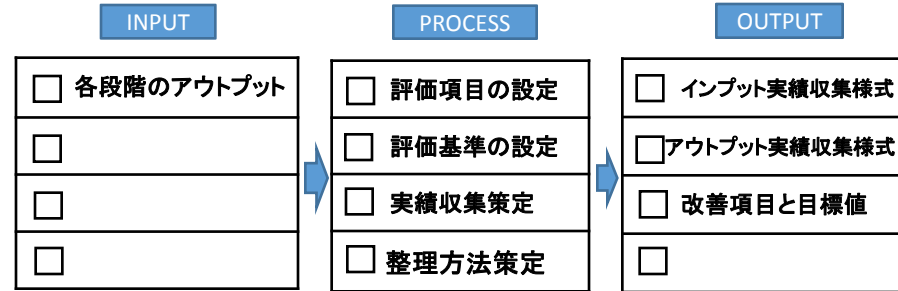 INPUT
PROCESS
OUTPUT
各段階のアウトプット
評価項目の設定
評価基準の設定
実績収集策定
整理方法策定
インプット実績収集様式
アウトプット実績収集様式
改善項目と目標値